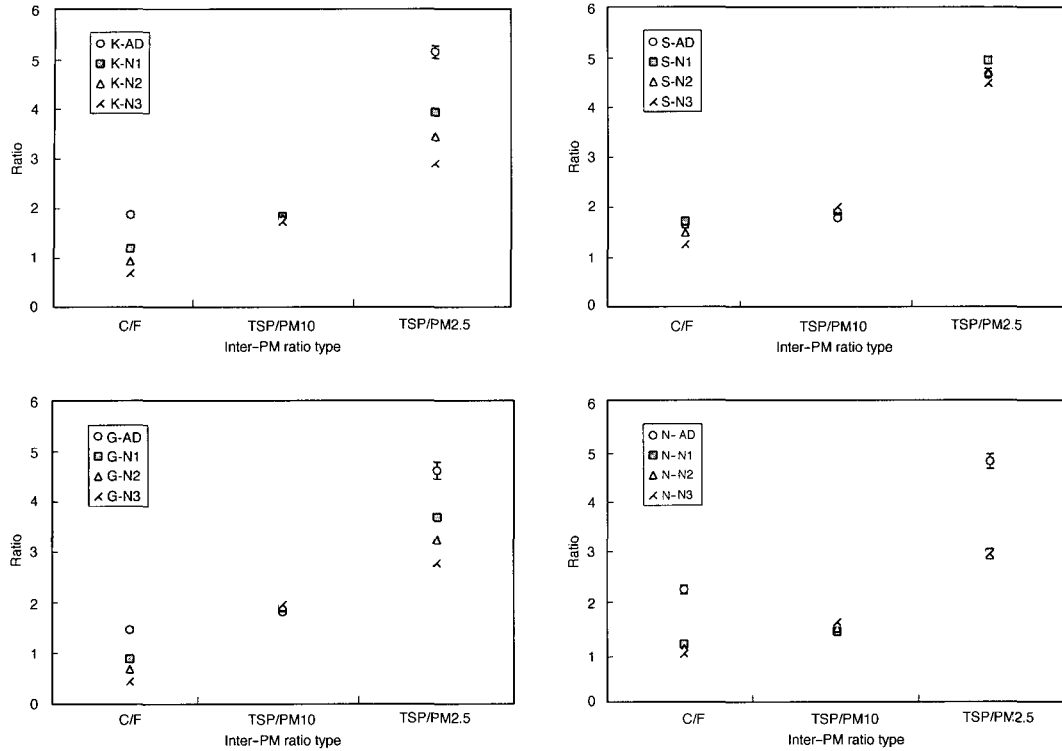 6
5
4
3
2
1
0
Ratio
K-AD
K-N1
K-N2
K-N3
C/F
TSP/PM10
TSP/PM2.5
Inter-PM ratio type
6
5
4
3
2
1
0
Ratio
S-AD
S-N1
S-N2
S-N3
C/F
TSP/PM10
TSP/PM2.5
Inter-PM ratio type
6
5
4
3
2
1
0
Ratio
G-AD
G-N1
G-N2
G-N3
C/F
TSP/PM10
TSP/PM2.5
Inter-PM ratio type
6
5
4
3
2
1
0
Ratio
N-AD
N-N1
N-N2
N-N3
C/F
TSP/PM10
TSP/PM2.5
Inter-PM ratio type